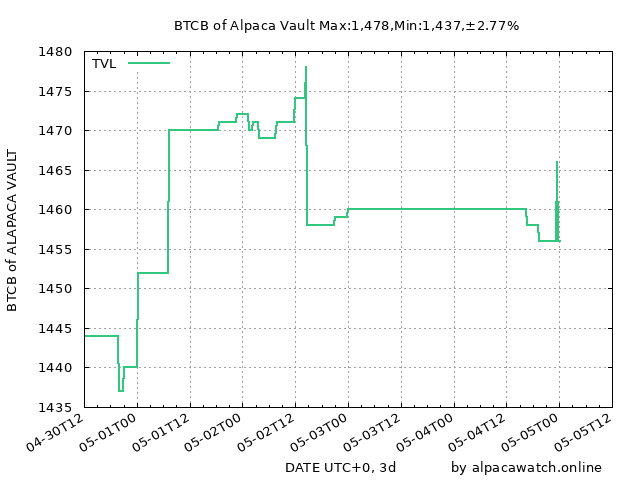 BTCB of Alpaca Vault Max:1,478,Min:1,437,±2.77%
TVL
1480
1475
1470
1465
1460
1455
1450
1445
1440
1435
BTCB of ALAPACA VAULT
04-30T12
05-01T00
05-01T12
05-02T00
05-02T12
05-03T00
05-03T12
05-04T00
05-04T12
05-05T00
05-05T12
DATE UTC+0, 3d
by alpacawatch.online